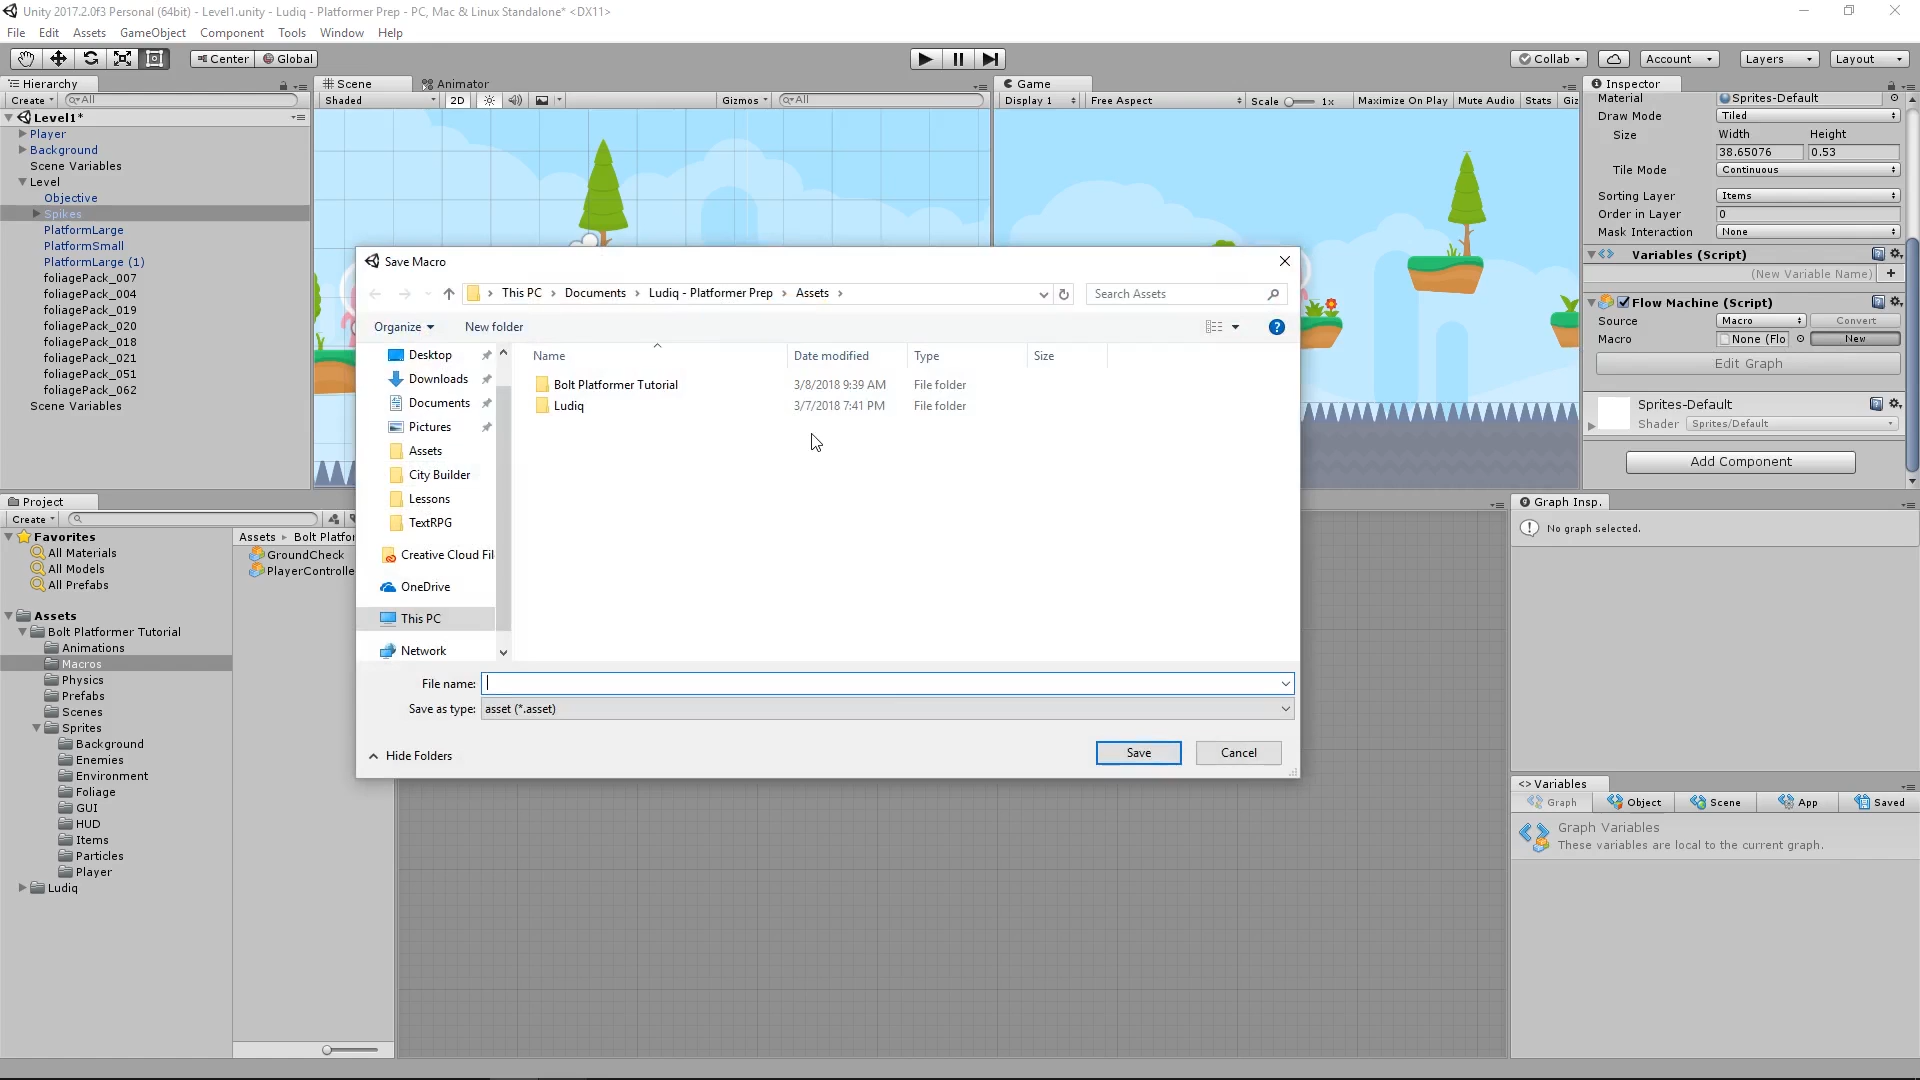 Unity 2017.2.0f3 Personal (64bit) - Level1.unity - Ludiq - Platformer Prep - PC, Mac & Linux Standalone* <DX11>
File Edit Assets GameObject Component Tools Window Help
Center Global
Collab Account Layers Layout
Hierarchy
Create All
Level1*
Player
Background
Scene Variables
Level
Objective
Spikes
PlatformLarge
PlatformSmall
PlatformLarge (1)
foliagePack_007
foliagePack_004
foliagePack_019
foliagePack_020
foliagePack_018
foliagePack_021
foliagePack_051
foliagePack_062
Scene Variables
Scene Animator
Shaded 2D Gizmos All
Game
Display 1 Free Aspect Scale 1x Maximize On Play Mute Audio Stats Giz
Inspector
Material Sprites-Default
Draw Mode Tiled
Size Width Height
38.65076 0.53
Tile Mode Continuous
Sorting Layer Items
Order in Layer 0
Mask Interaction None
Variables (Script)
(New Variable Name) +
Flow Machine (Script)
Source Macro Convert
Macro None (Flo New
Edit Graph
Sprites-Default
Shader Sprites/Default
Add Component
Save Macro
This PC Documents Ludiq - Platformer Prep Assets
Search Assets
Organize New folder
Name Date modified Type Size
Bolt Platformer Tutorial 3/8/2018 9:39 AM File folder
Ludiq 3/7/2018 7:41 PM File folder
Desktop
Downloads
Documents
Pictures
Assets
City Builder
Lessons
TextRPG
Creative Cloud Fil
OneDrive
This PC
Network
File name:
Save as type: asset (*.asset)
Hide Folders Save Cancel
Project
Create
Favorites
All Materials
All Models
All Prefabs
Assets
Bolt Platformer Tutorial
Animations
Macros
Physics
Prefabs
Scenes
Sprites
Background
Enemies
Environment
Foliage
GUI
HUD
Items
Particles
Player
Ludiq
Assets Bolt Platfor
GroundCheck
PlayerControlle
Graph Insp.
No graph selected.
<> Variables
Graph Object Scene App Saved
Graph Variables
These variables are local to the current graph.